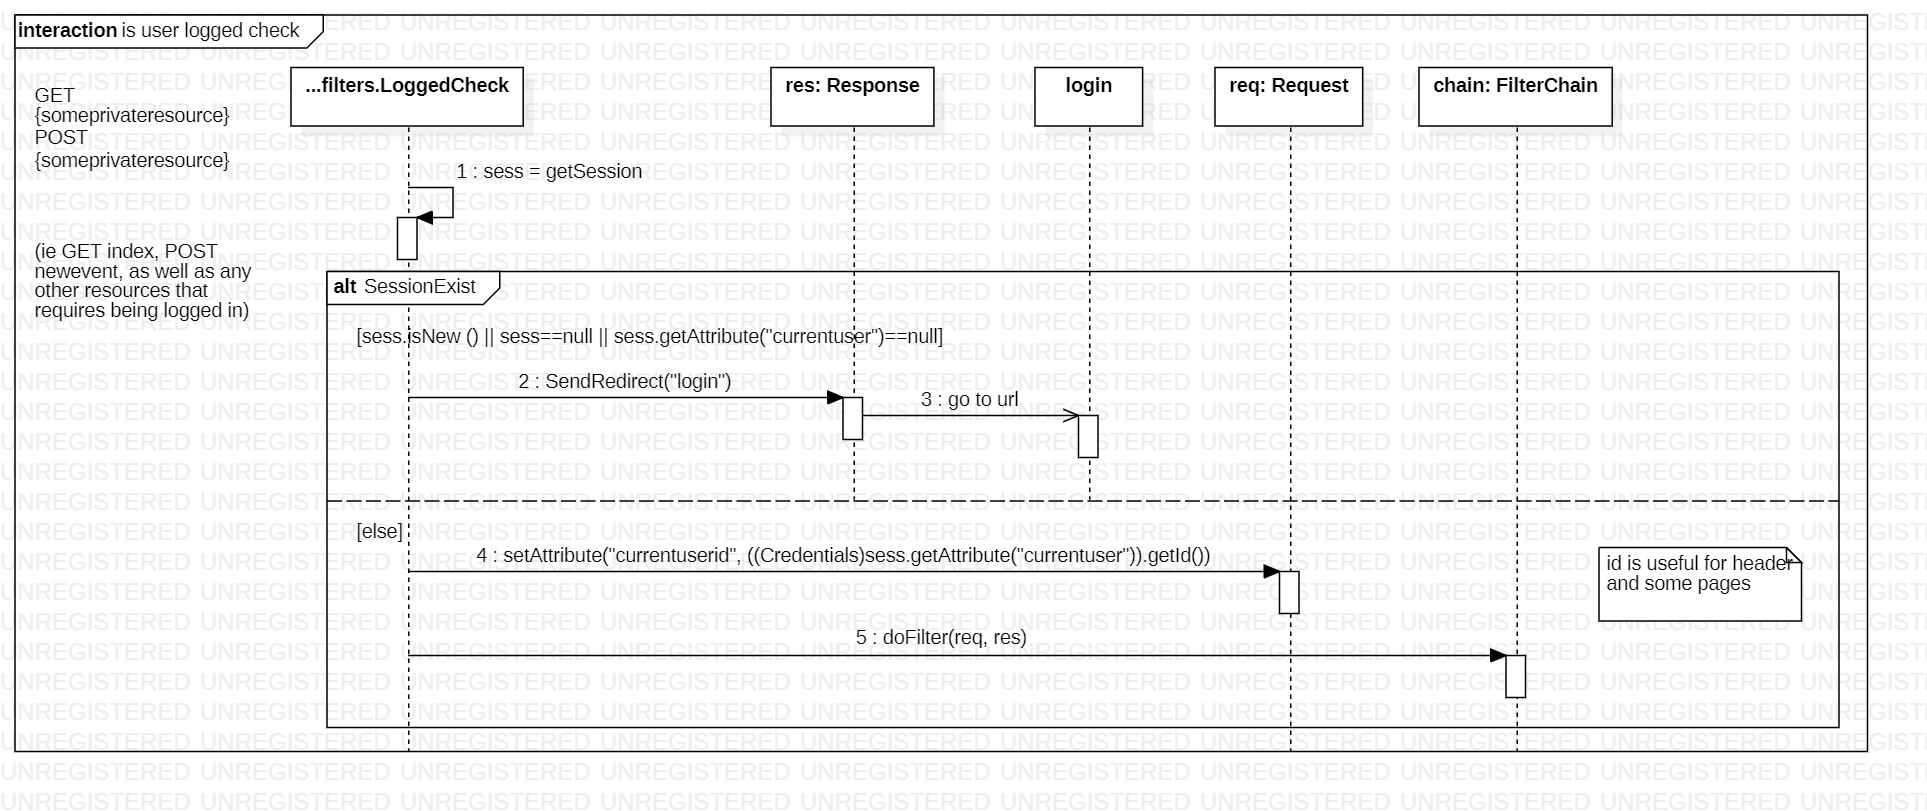 interaction is user logged check
...filters.LoggedCheck
res: Response
login
req: Request
chain: FilterChain
GET
{someprivateresource}
POST
{someprivateresource}
1 : sess = getSession
(ie GET index, POST
newevent, as well as any
other resources that
requires being logged in)
alt SessionExist
[sess.isNew () || sess==null || sess.getAttribute("currentuser")==null]
2 : SendRedirect("login")
3 : go to url
[else]
4 : setAttribute("currentuserid", ((Credentials)sess.getAttribute("currentuser")).getId())
id is useful for header
and some pages
5 : doFilter(req, res)
UNREGISTERED